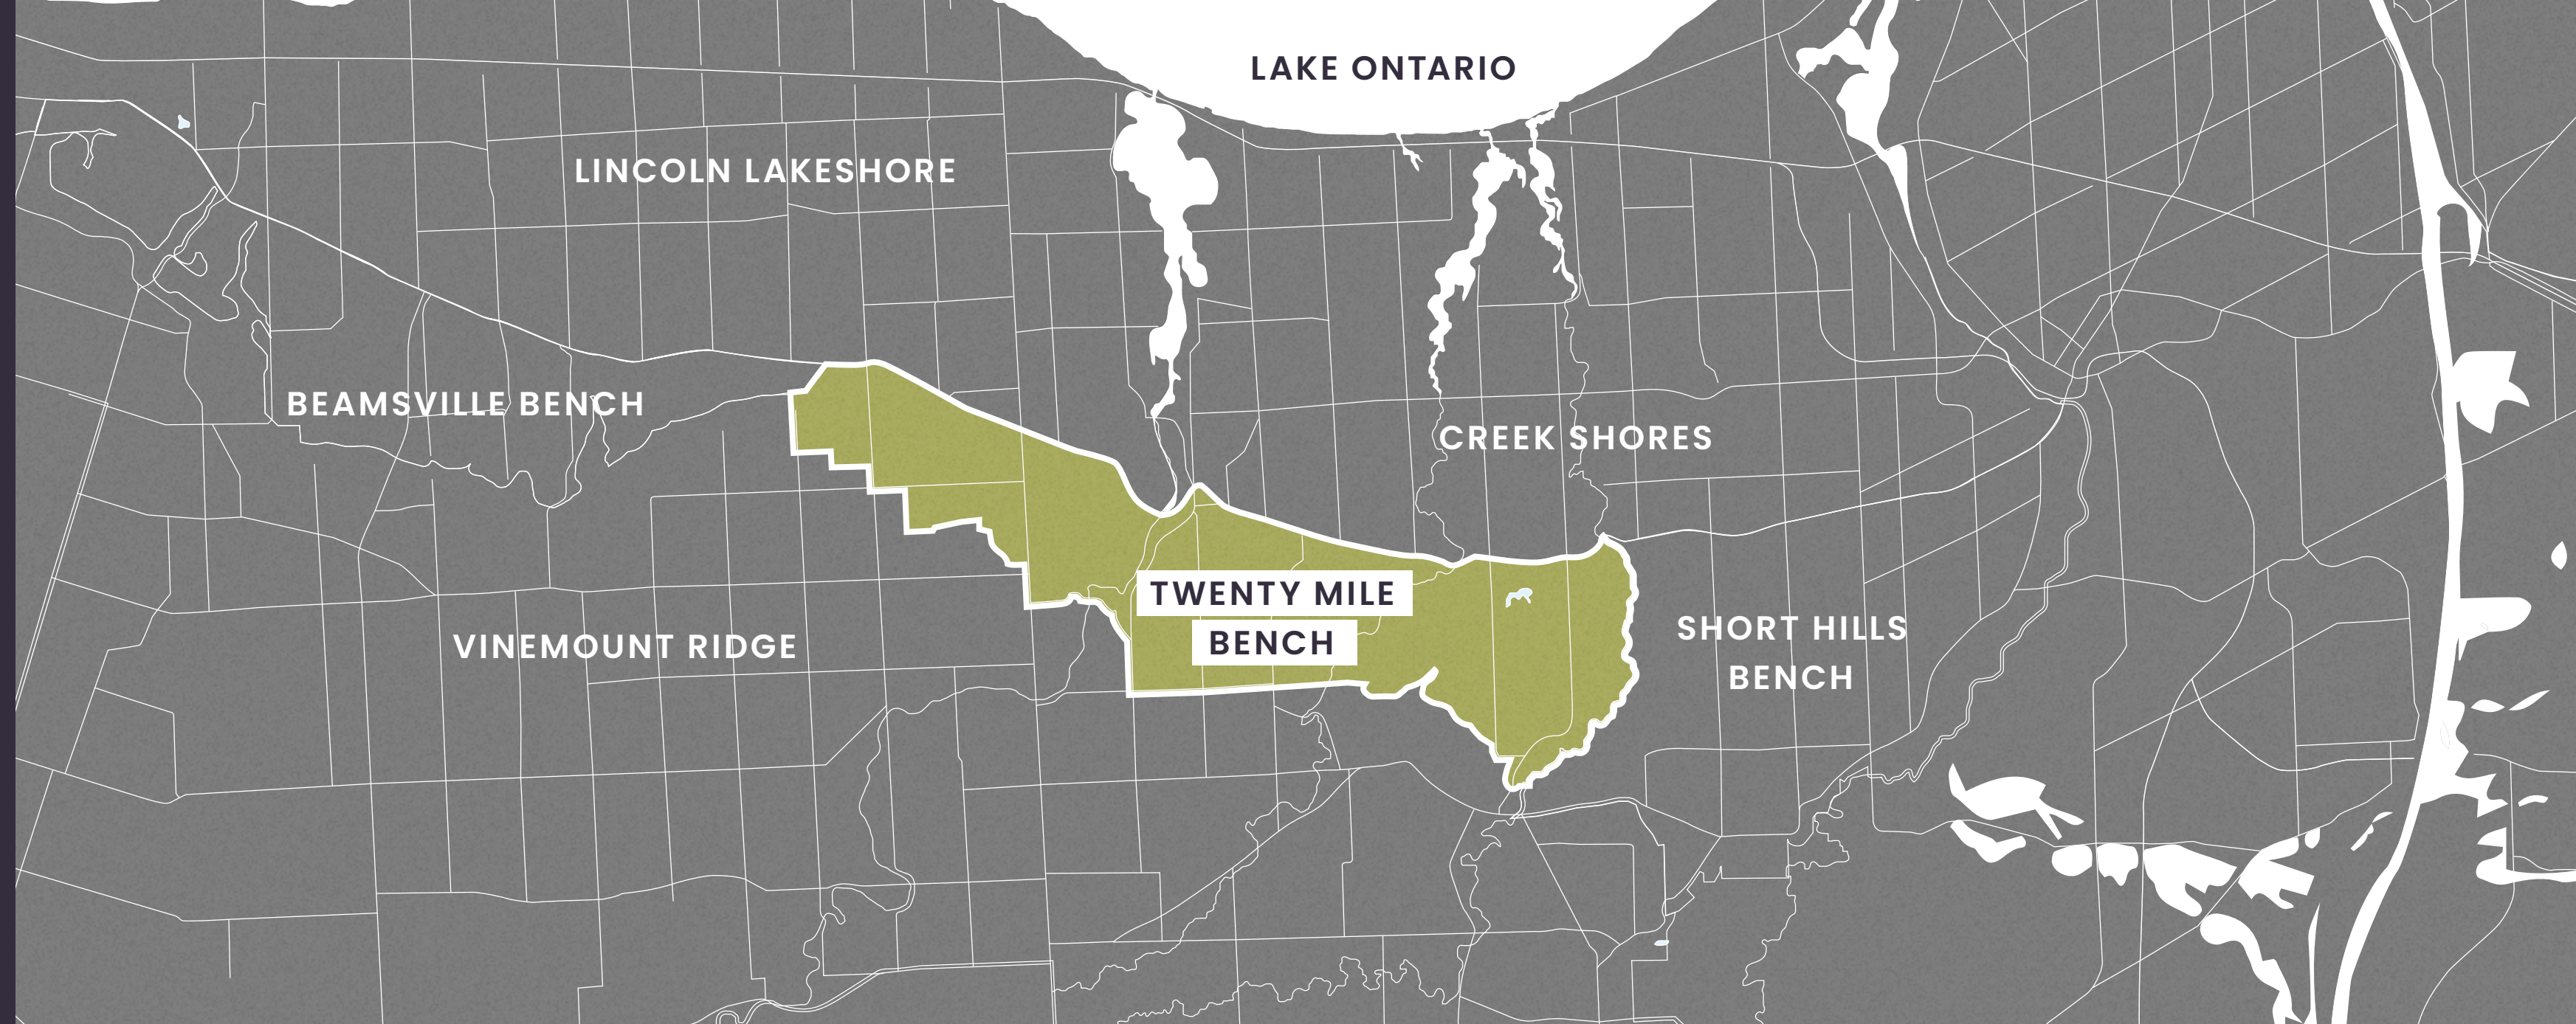 LAKE ONTARIO
LINCOLN LAKESHORE
BEAMSVILLE BENCH
CREEK SHORES
TWENTY MILE
BENCH
VINEMOUNT RIDGE
SHORT HILLS
BENCH